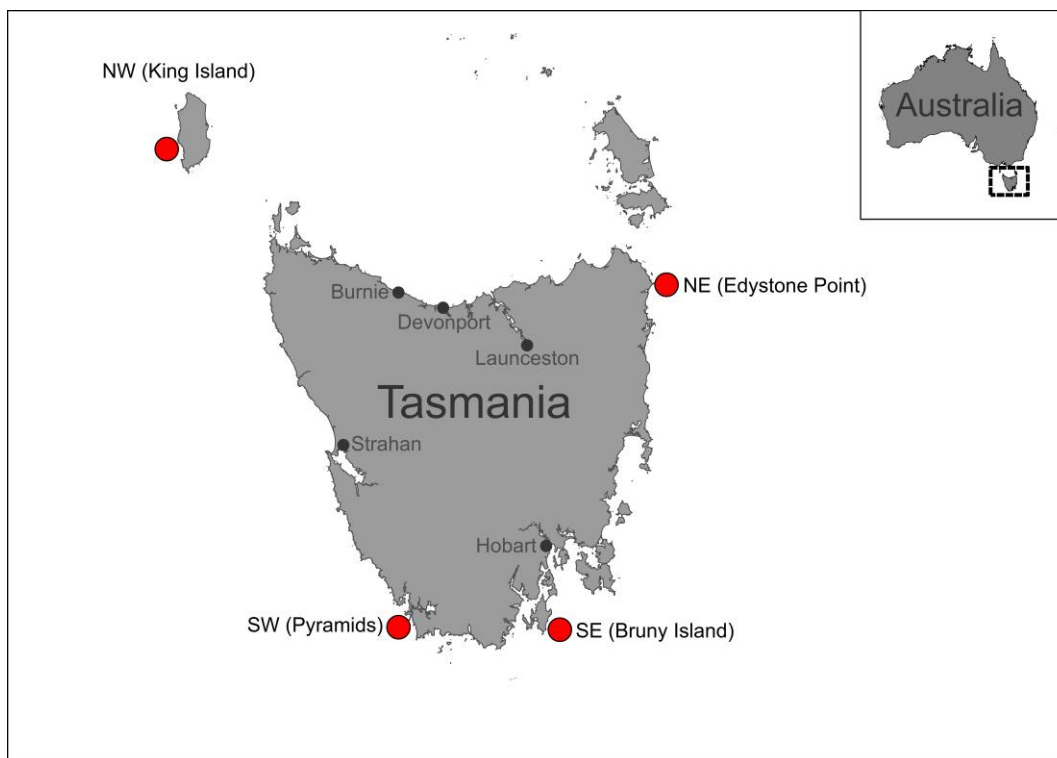 NW (King Island)
Australia
NE (Edystone Point)
Burnie
Devonport
Launceston
Tasmania
Strahan
Hobart
SW (Pyramids)
SE (Bruny Island)